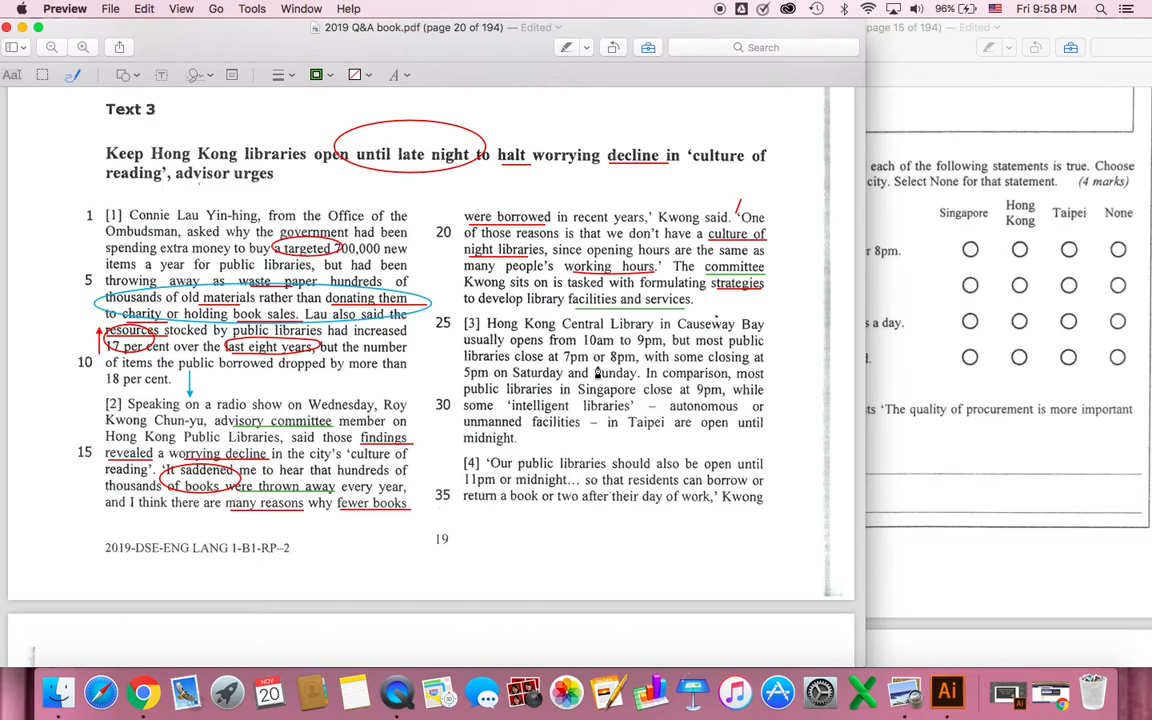 Preview File Edit View Go Tools Window Help 96% Fri 9:58 PM
2019 Q&A book.pdf (page 20 of 194) — Edited
page 15 of 194) — Edited
Search
Text 3
Keep Hong Kong libraries open until late night to halt worrying decline in ‘culture of
reading’, advisor urges
1 [1] Connie Lau Yin-hing, from the Office of the
Ombudsman, asked why the government had been
spending extra money to buy a targeted 700,000 new
items a year for public libraries, but had been
5 throwing away as waste paper hundreds of
thousands of old materials rather than donating them
to charity or holding book sales. Lau also said the
resources stocked by public libraries had increased
17 per cent over the last eight years, but the number
10 of items the public borrowed dropped by more than
18 per cent.
[2] Speaking on a radio show on Wednesday, Roy
Kwong Chun-yu, advisory committee member on
Hong Kong Public Libraries, said those findings
15 revealed a worrying decline in the city’s ‘culture of
reading’. ‘It saddened me to hear that hundreds of
thousands of books were thrown away every year,
and I think there are many reasons why fewer books
were borrowed in recent years,’ Kwong said. ‘One
20 of those reasons is that we don’t have a culture of
night libraries, since opening hours are the same as
many people’s working hours.’ The committee
Kwong sits on is tasked with formulating strategies
to develop library facilities and services.
25 [3] Hong Kong Central Library in Causeway Bay
usually opens from 10am to 9pm, but most public
libraries close at 7pm or 8pm, with some closing at
5pm on Saturday and Sunday. In comparison, most
public libraries in Singapore close at 9pm, while
30 some ‘intelligent libraries’ – autonomous or
unmanned facilities – in Taipei are open until
midnight.
[4] ‘Our public libraries should also be open until
11pm or midnight... so that residents can borrow or
35 return a book or two after their day of work,’ Kwong
2019-DSE-ENG LANG 1-B1-RP–2
19
each of the following statements is true. Choose
city. Select None for that statement. (4 marks)
Singapore Hong Kong Taipei None
r 8pm.
s a day.
d.
ts ‘The quality of procurement is more important
NOV
20
Ai